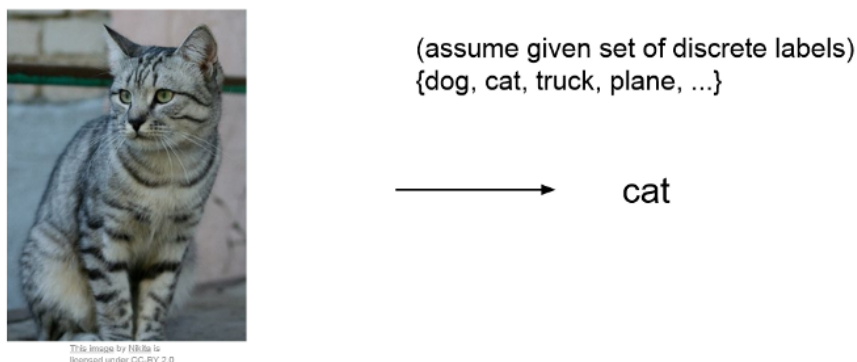 (assume given set of discrete labels)
{dog, cat, truck, plane, ...}
cat
This image by Nikita is
licensed under CC-BY 2.0